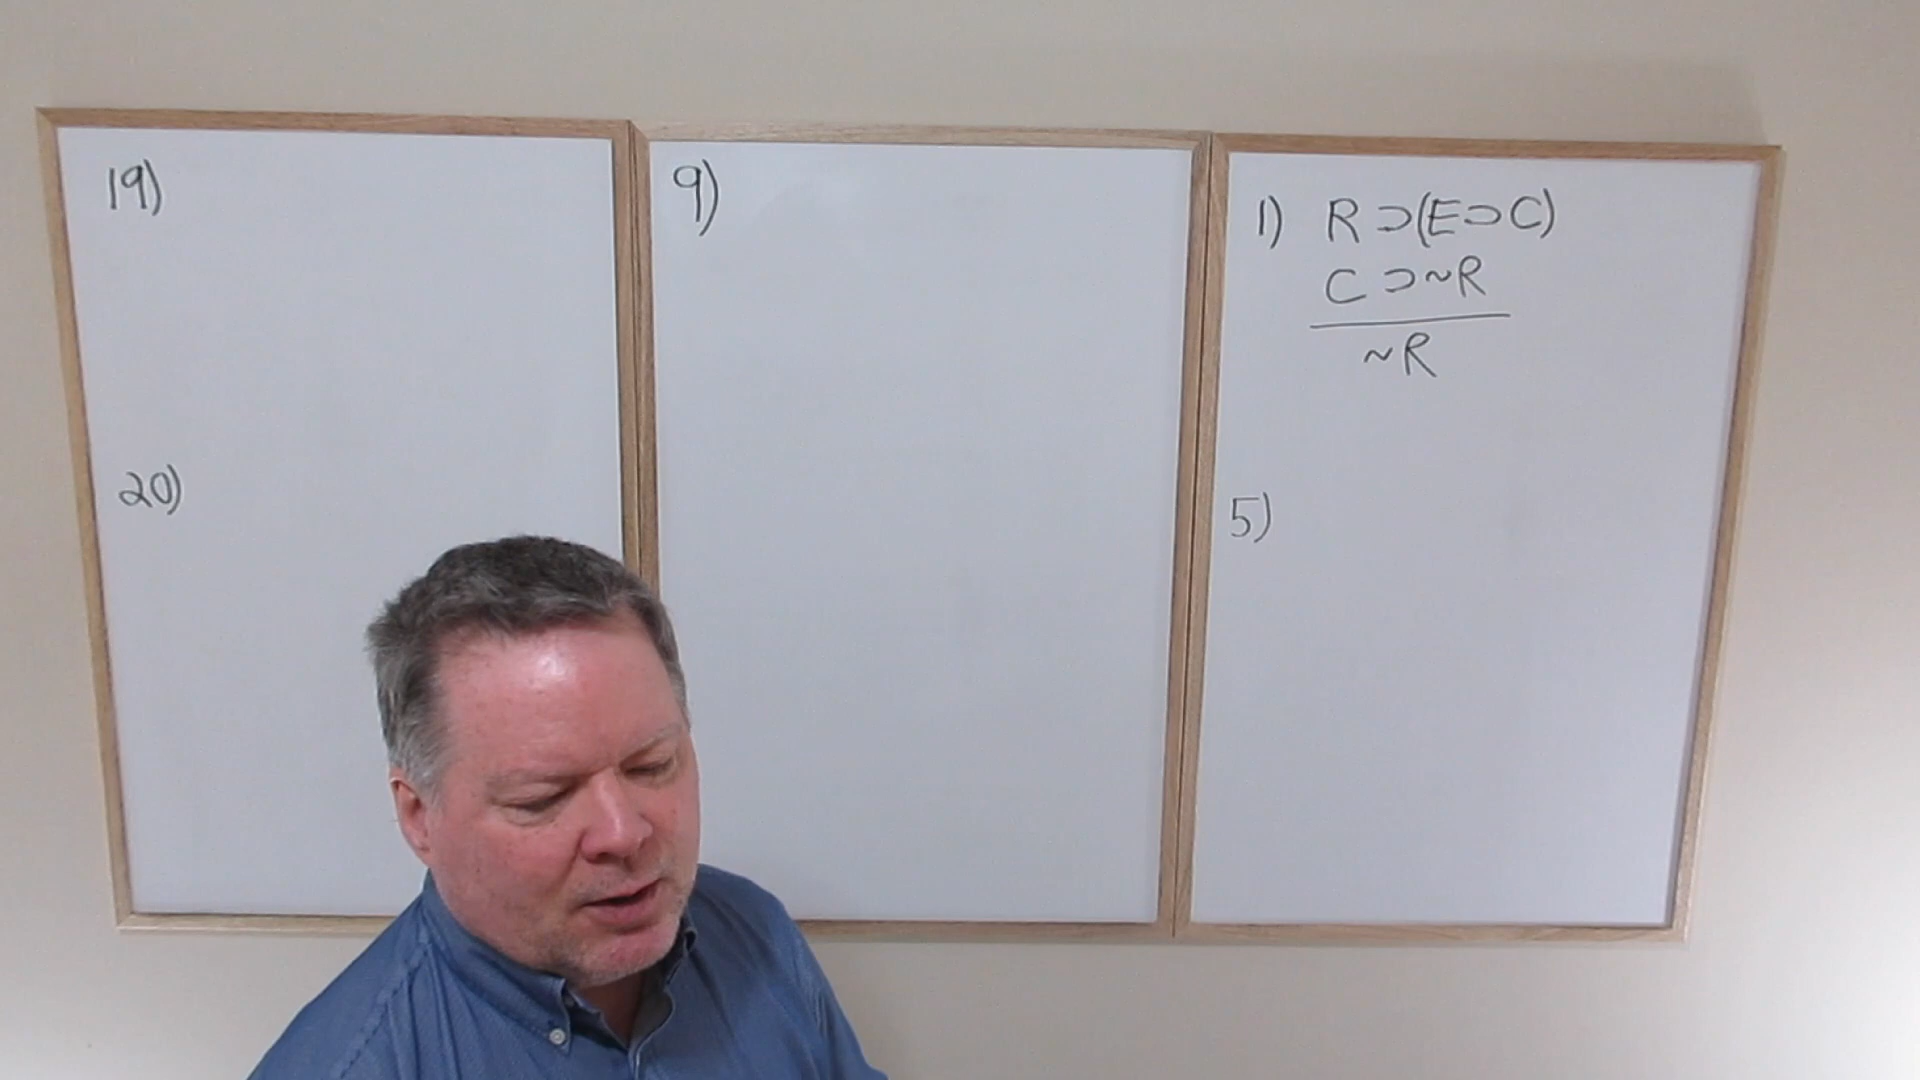 19)
20)
9)
1) R ⊃ (E ⊃ C)
C ⊃ ~R
~R
5)